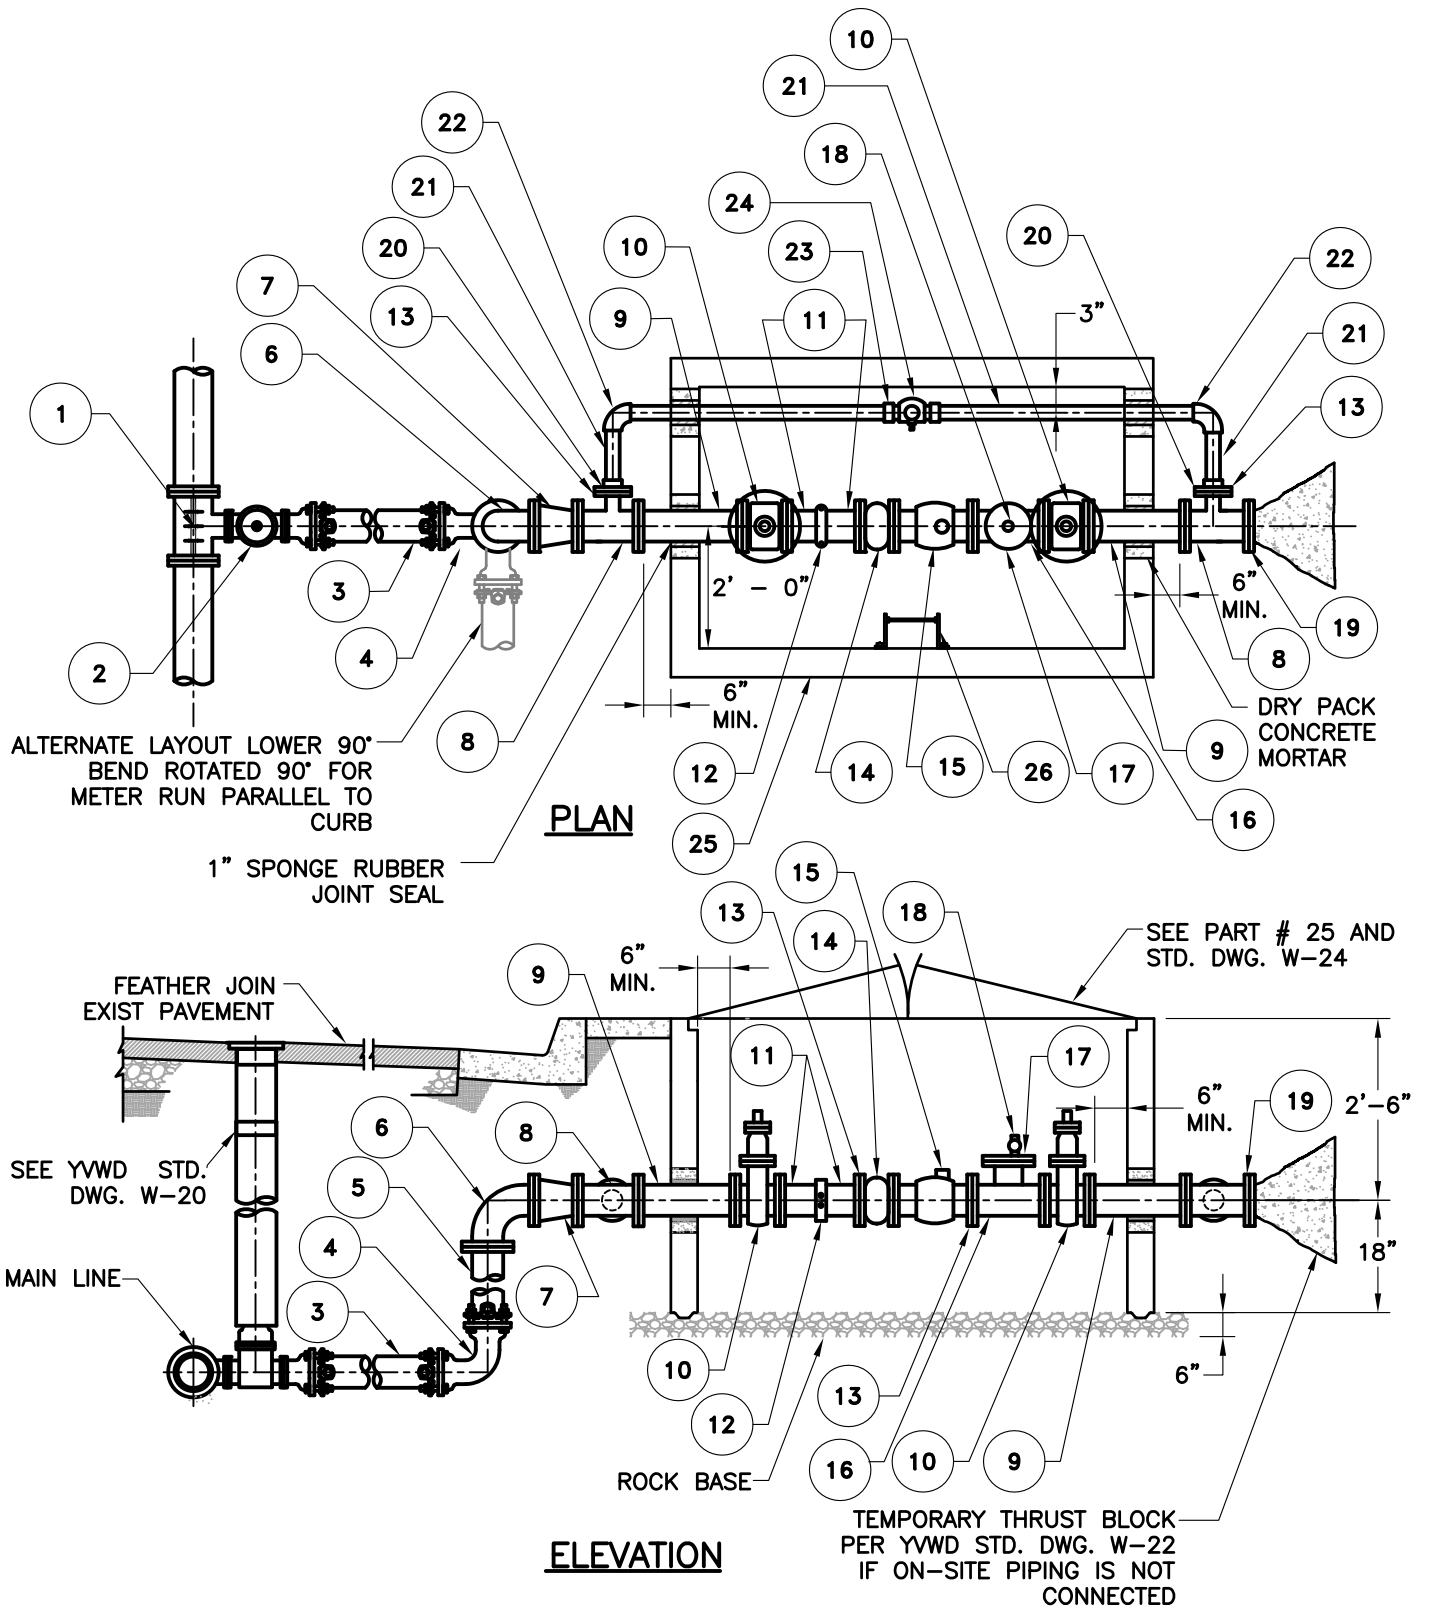 10
21
22
18
21
24
20
20
10
23
22
7
13
9
11
3”
21
6
1
13
3
2’ - 0”
6”
MIN.
19
4
8
2
6”
MIN.
8
DRY PACK
CONCRETE
MORTAR
ALTERNATE LAYOUT LOWER 90°
BEND ROTATED 90° FOR
METER RUN PARALLEL TO
CURB
12
14
15
26
17
9
16
PLAN
25
1” SPONGE RUBBER
JOINT SEAL
15
13
18
14
SEE PART # 25 AND
STD. DWG. W-24
6”
MIN.
9
FEATHER JOIN
EXIST PAVEMENT
11
17
6”
MIN.
19
2’-6”
6
8
SEE YVWD STD.
DWG. W-20
5
4
18”
MAIN LINE
3
7
10
6”
13
12
16
10
9
ROCK BASE
TEMPORARY THRUST BLOCK
PER YVWD STD. DWG. W-22
IF ON-SITE PIPING IS NOT
CONNECTED
ELEVATION